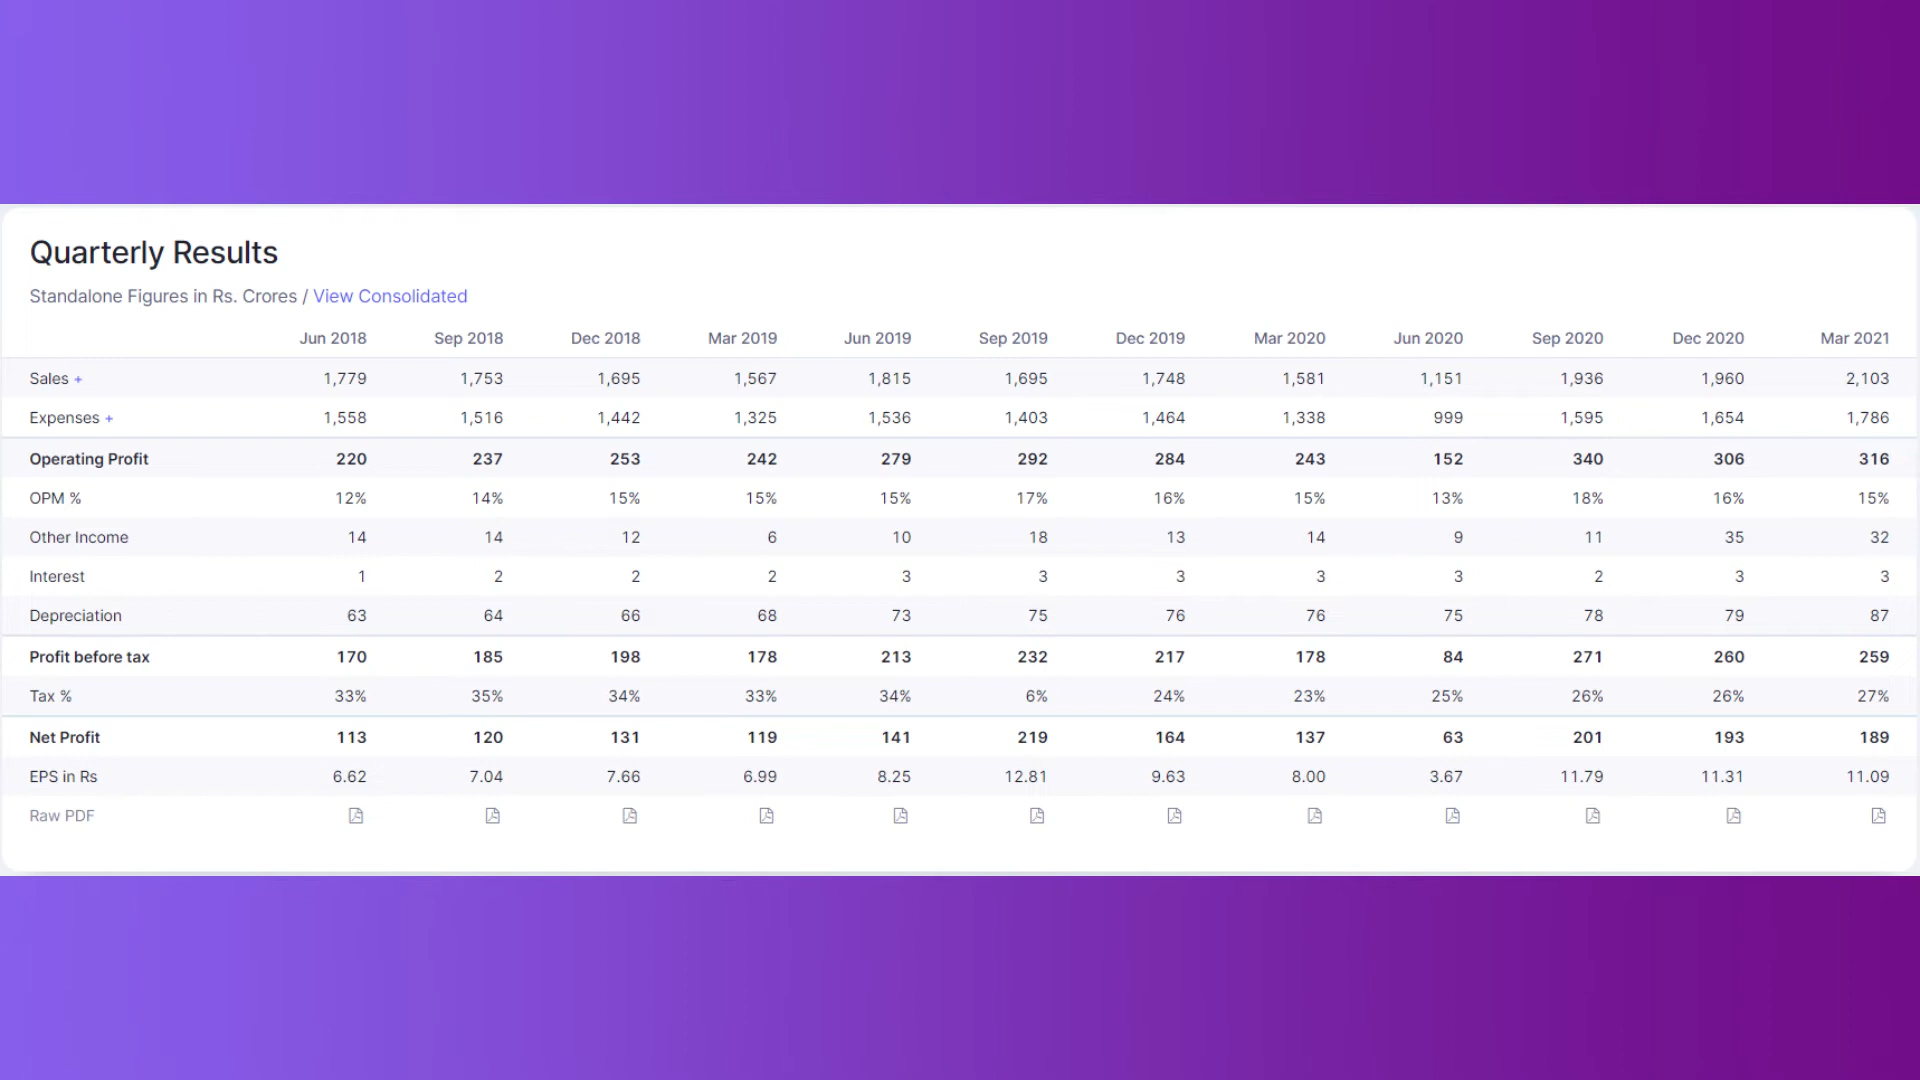 Quarterly Results
Standalone Figures in Rs. Crores / View Consolidated
Jun 2018 Sep 2018 Dec 2018 Mar 2019 Jun 2019 Sep 2019 Dec 2019 Mar 2020 Jun 2020 Sep 2020 Dec 2020 Mar 2021
Sales + 1,779 1,753 1,695 1,567 1,815 1,695 1,748 1,581 1,151 1,936 1,960 2,103
Expenses + 1,558 1,516 1,442 1,325 1,536 1,403 1,464 1,338 999 1,595 1,654 1,786
Operating Profit 220 237 253 242 279 292 284 243 152 340 306 316
OPM % 12% 14% 15% 15% 15% 17% 16% 15% 13% 18% 16% 15%
Other Income 14 14 12 6 10 18 13 14 9 11 35 32
Interest 1 2 2 2 3 3 3 3 3 2 3 3
Depreciation 63 64 66 68 73 75 76 76 75 78 79 87
Profit before tax 170 185 198 178 213 232 217 178 84 271 260 259
Tax % 33% 35% 34% 33% 34% 6% 24% 23% 25% 26% 26% 27%
Net Profit 113 120 131 119 141 219 164 137 63 201 193 189
EPS in Rs 6.62 7.04 7.66 6.99 8.25 12.81 9.63 8.00 3.67 11.79 11.31 11.09
Raw PDF